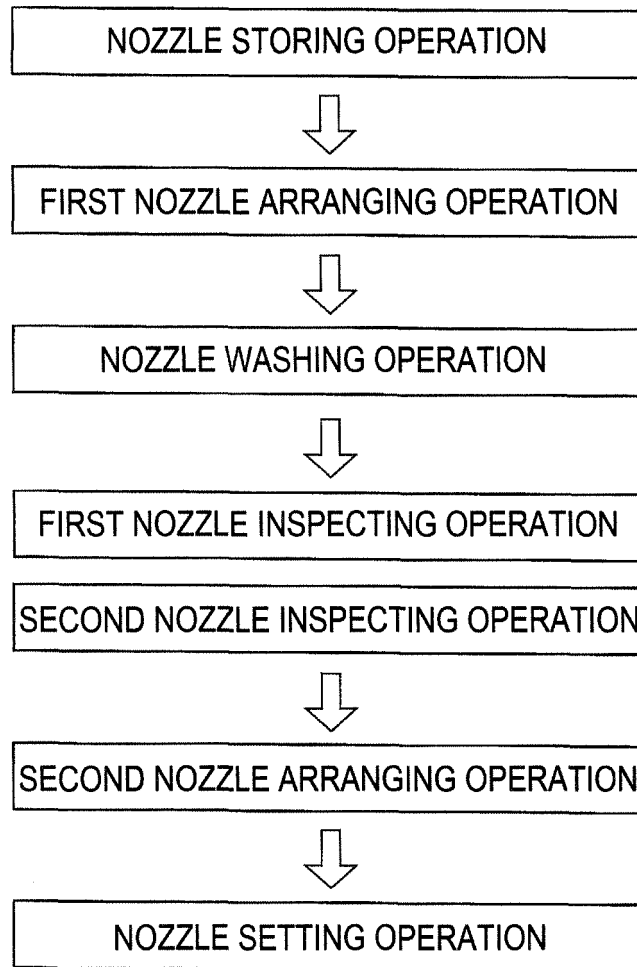 NOZZLE STORING OPERATION
FIRST NOZZLE ARRANGING OPERATION
NOZZLE WASHING OPERATION
FIRST NOZZLE INSPECTING OPERATION
SECOND NOZZLE INSPECTING OPERATION
SECOND NOZZLE ARRANGING OPERATION
NOZZLE SETTING OPERATION